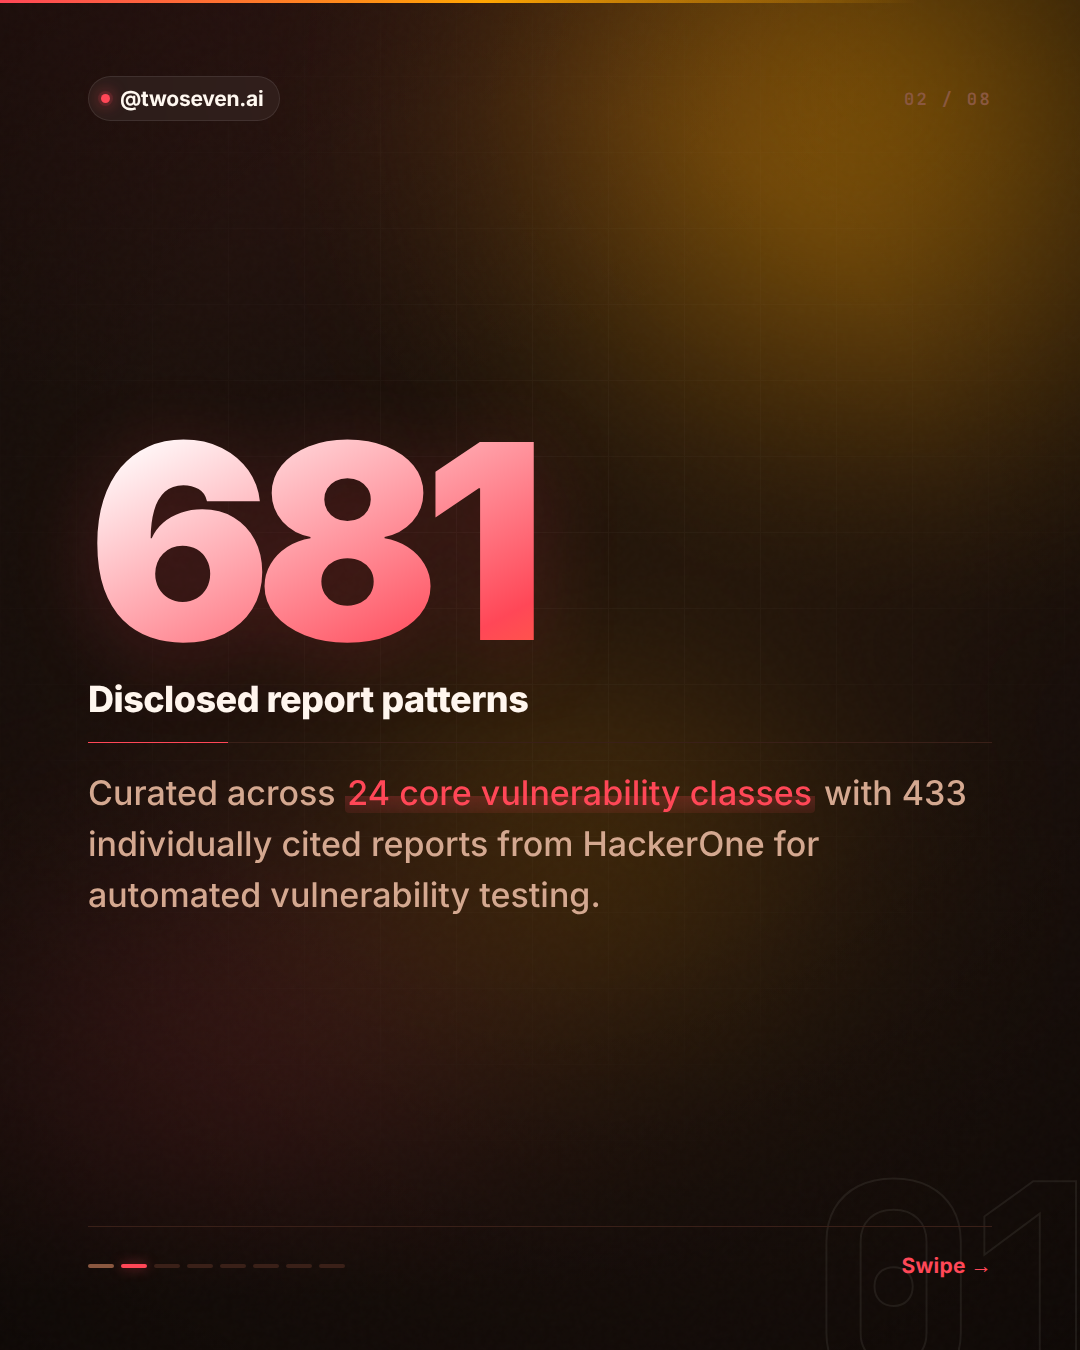 @twoseven.ai
02 / 08
681
Disclosed report patterns
Curated across 24 core vulnerability classes with 433
individually cited reports from HackerOne for
automated vulnerability testing.
01
Swipe →